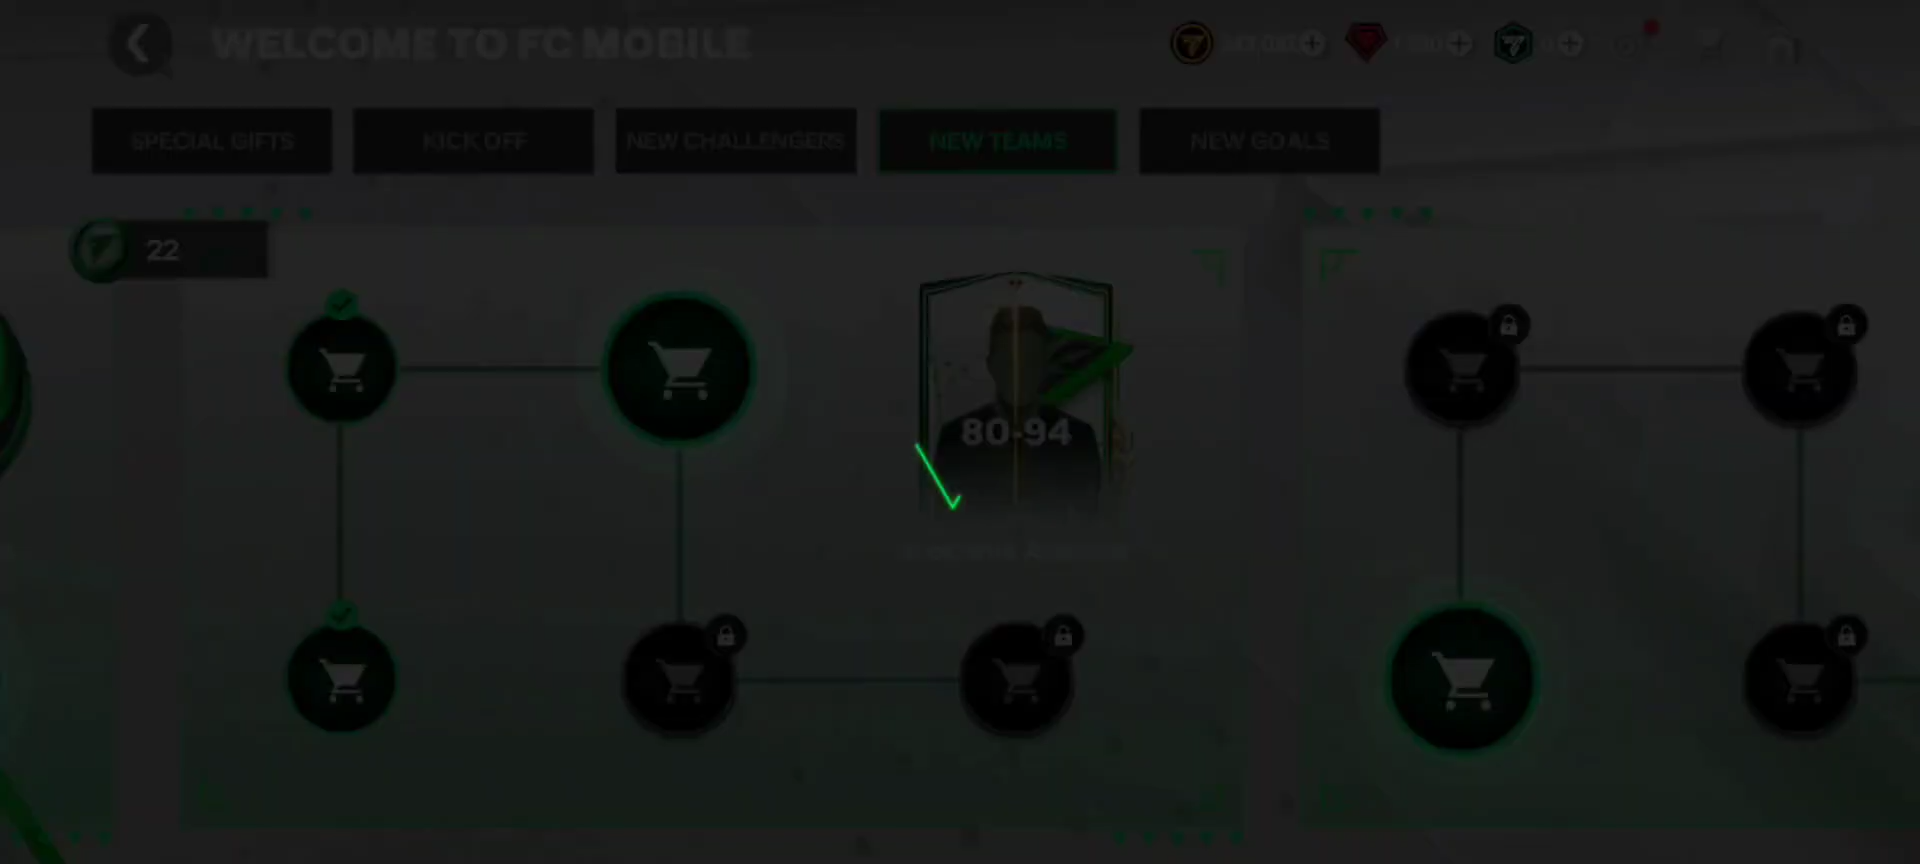 WELCOME TO FC MOBILE
SPECIAL GIFTS
KICK OFF
NEW CHALLENGERS
NEW TEAMS
NEW GOALS
22
80-94